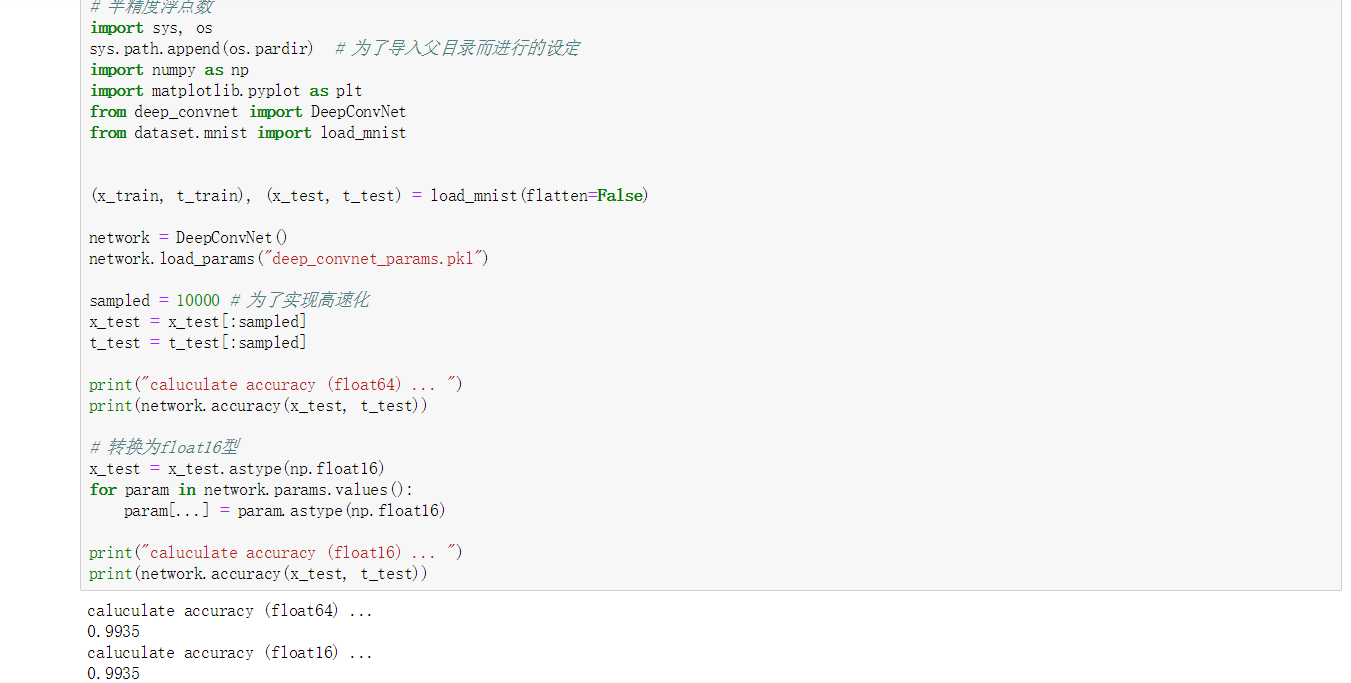 # 半精度浮点数
import sys, os
sys.path.append(os.pardir)  # 为了导入父目录而进行的设定
import numpy as np
import matplotlib.pyplot as plt
from deep_convnet import DeepConvNet
from dataset.mnist import load_mnist
(x_train, t_train), (x_test, t_test) = load_mnist(flatten=False)
network = DeepConvNet()
network.load_params("deep_convnet_params.pkl")
sampled = 10000 # 为了实现高速化
x_test = x_test[:sampled]
t_test = t_test[:sampled]
print("caluculate accuracy (float64) ... ")
print(network.accuracy(x_test, t_test))
# 转换为float16型
x_test = x_test.astype(np.float16)
for param in network.params.values():
    param[...] = param.astype(np.float16)
print("caluculate accuracy (float16) ... ")
print(network.accuracy(x_test, t_test))
caluculate accuracy (float64) ...
0.9935
caluculate accuracy (float16) ...
0.9935